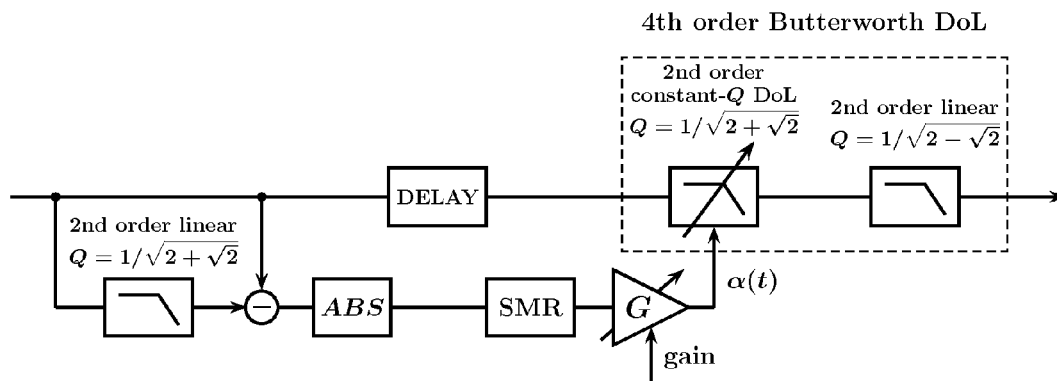 4th order Butterworth DoL
2nd order
constant-Q DoL
Q = 1/√(2 + √2)
2nd order linear
Q = 1/√(2 − √2)
DELAY
2nd order linear
Q = 1/√(2 + √2)
−
ABS
SMR
G
α(t)
gain